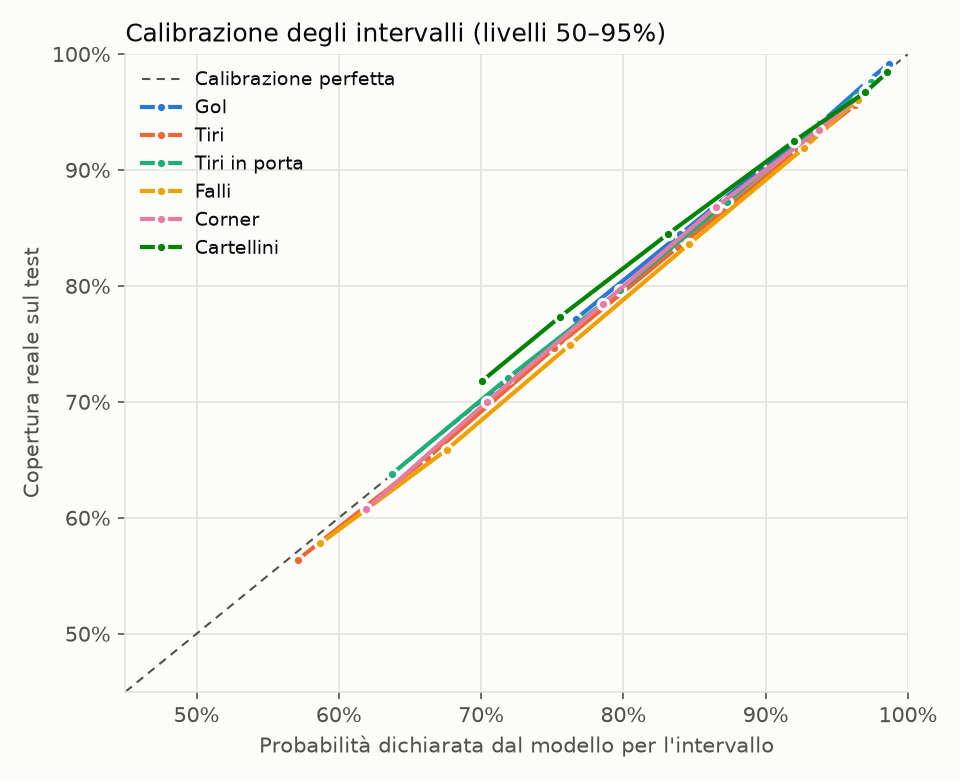 Calibrazione degli intervalli (livelli 50–95%)
100%
90%
80%
70%
60%
50%
Copertura reale sul test
Calibrazione perfetta
Gol
Tiri
Tiri in porta
Falli
Corner
Cartellini
50%
60%
70%
80%
90%
100%
Probabilità dichiarata dal modello per l'intervallo